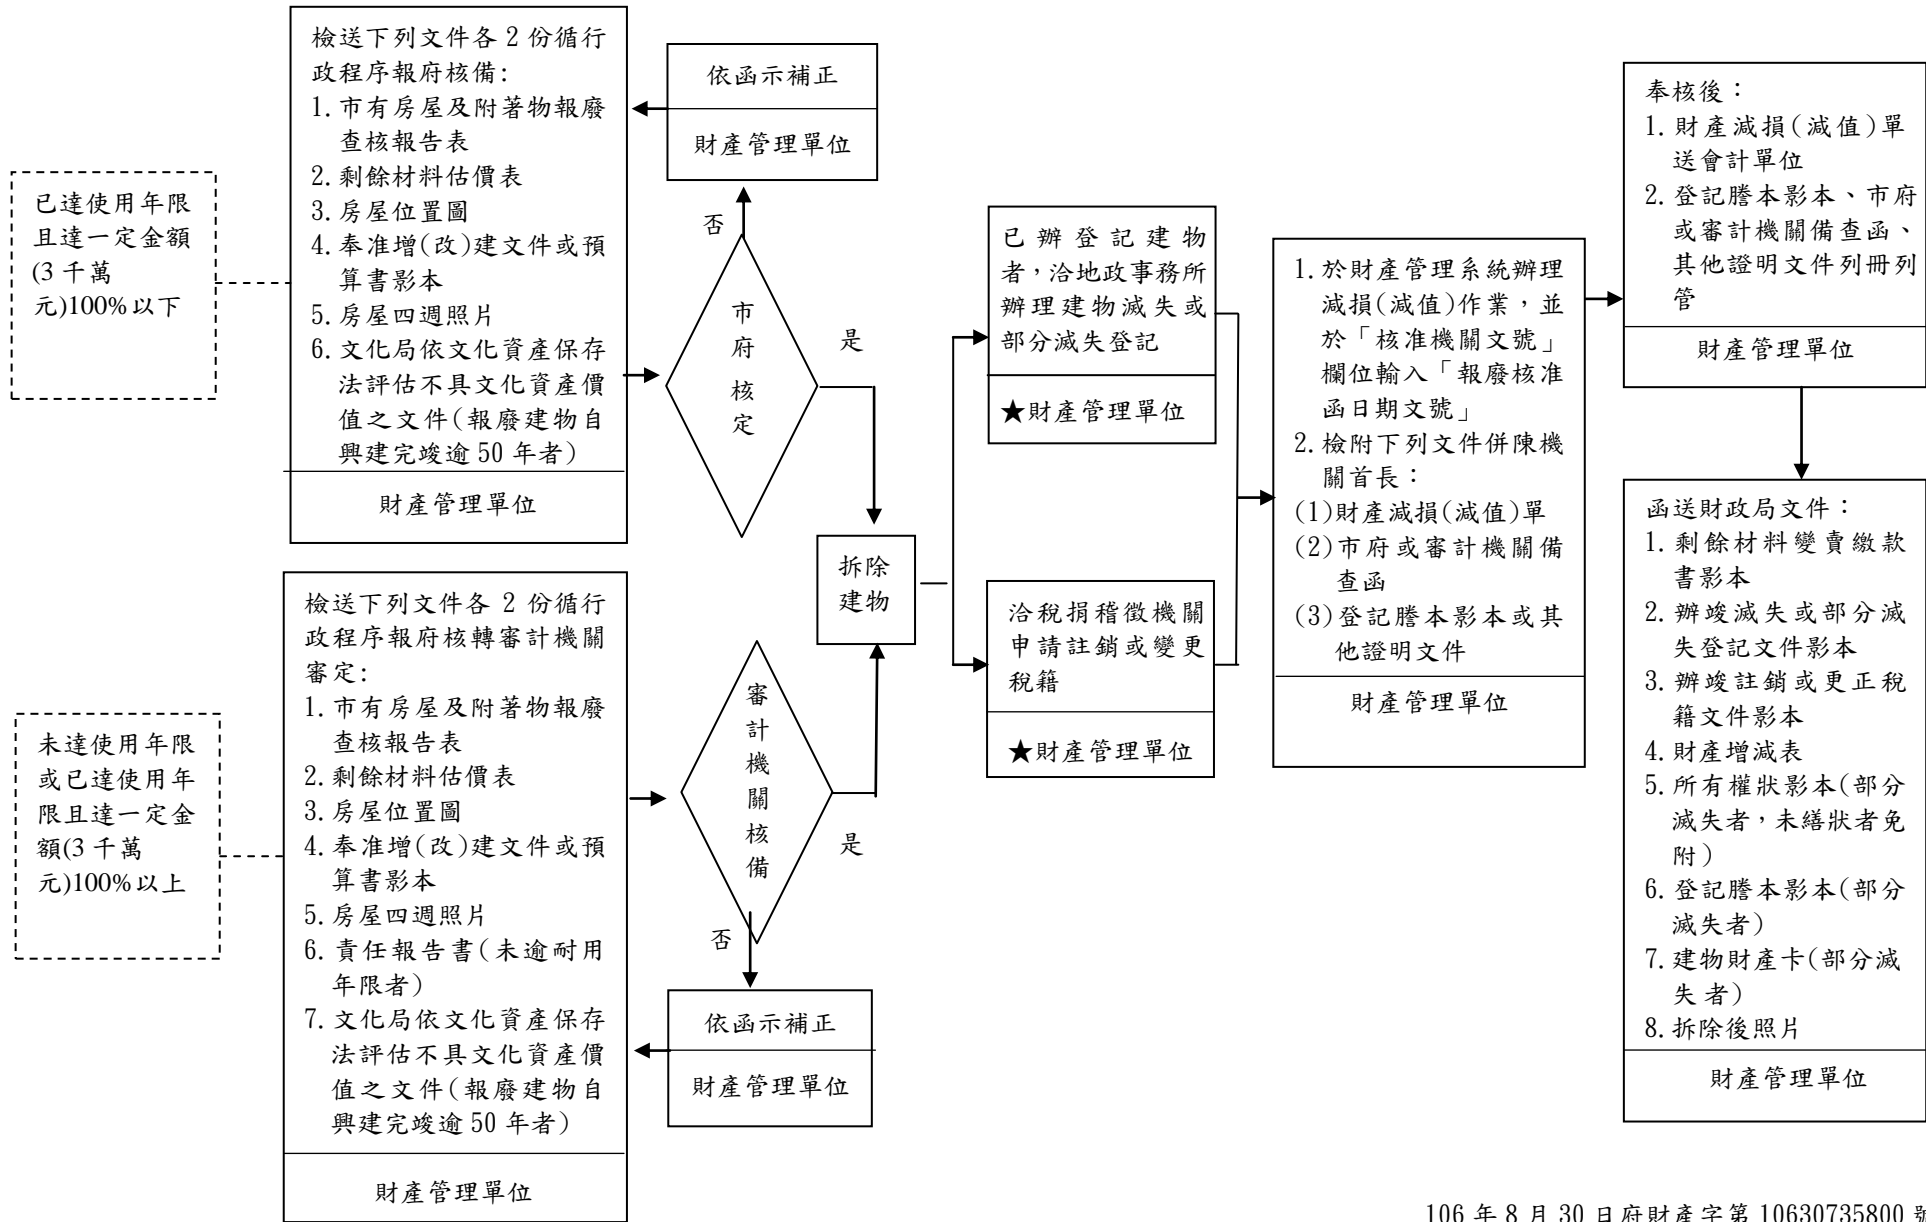 已達使用年限
且達一定金額
(3 千萬
元)100%以下
檢送下列文件各 2 份循行
政程序報府核備:
1. 市有房屋及附著物報廢
查核報告表
2. 剩餘材料估價表
3. 房屋位置圖
4. 奉准增(改)建文件或預
算書影本
5. 房屋四週照片
6. 文化局依文化資產保存
法評估不具文化資產價
值之文件(報廢建物自
興建完竣逾 50 年者)
財產管理單位
依函示補正
財產管理單位
否
市
府
核
定
是
未達使用年限
或已達使用年
限且達一定金
額(3 千萬
元)100%以上
檢送下列文件各 2 份循行
政程序報府核轉審計機關
審定:
1. 市有房屋及附著物報廢
查核報告表
2. 剩餘材料估價表
3. 房屋位置圖
4. 奉准增(改)建文件或預
算書影本
5. 房屋四週照片
6. 責任報告書(未逾耐用
年限者)
7. 文化局依文化資產保存
法評估不具文化資產價
值之文件(報廢建物自
興建完竣逾 50 年者)
財產管理單位
審
計
機
關
核
備
是
否
依函示補正
財產管理單位
拆除
建物
已辦登記建物
者，洽地政事務所
辦理建物滅失或
部分滅失登記
★財產管理單位
洽稅捐稽徵機關
申請註銷或變更
稅籍
★財產管理單位
1. 於財產管理系統辦理
減損(減值)作業，並
於「核准機關文號」
欄位輸入「報廢核准
函日期文號」
2. 檢附下列文件併陳機
關首長：
(1)財產減損(減值)單
(2)市府或審計機關備
查函
(3)登記謄本影本或其
他證明文件
財產管理單位
奉核後：
1. 財產減損(減值)單
送會計單位
2. 登記謄本影本、市府
或審計機關備查函、
其他證明文件列冊列
管
財產管理單位
函送財政局文件：
1. 剩餘材料變賣繳款
書影本
2. 辦竣滅失或部分滅
失登記文件影本
3. 辦竣註銷或更正稅
籍文件影本
4. 財產增減表
5. 所有權狀影本(部分
滅失者，未繕狀者免
附)
6. 登記謄本影本(部分
滅失者)
7. 建物財產卡(部分滅
失者)
8. 拆除後照片
財產管理單位
106 年 8 月 30 日府財產字第 10630735800 號